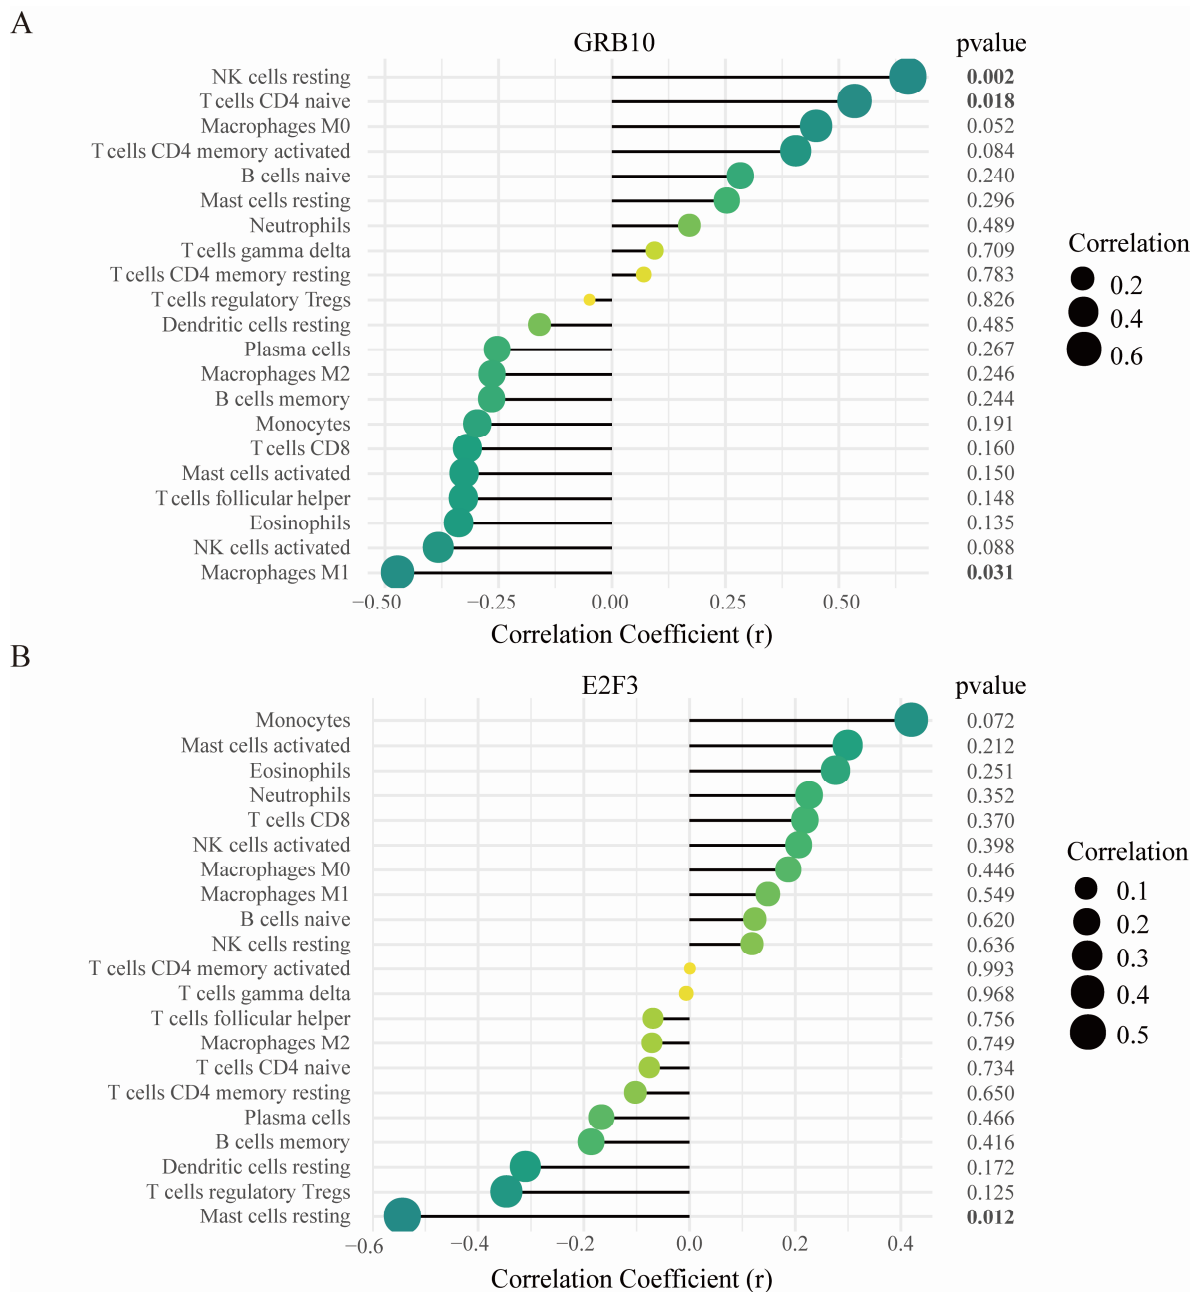 A
GRB10 pvalue
NK cells resting 0.002
T cells CD4 naive 0.018
Macrophages M0 0.052
T cells CD4 memory activated 0.084
B cells naive 0.240
Mast cells resting 0.296
Neutrophils 0.489
T cells gamma delta 0.709
T cells CD4 memory resting 0.783
T cells regulatory Tregs 0.826
Dendritic cells resting 0.485
Plasma cells 0.267
Macrophages M2 0.246
B cells memory 0.244
Monocytes 0.191
T cells CD8 0.160
Mast cells activated 0.150
T cells follicular helper 0.148
Eosinophils 0.135
NK cells activated 0.088
Macrophages M1 0.031
−0.50 −0.25 0.00 0.25 0.50
Correlation Coefficient (r)
Correlation
0.2
0.4
0.6
B
E2F3 pvalue
Monocytes 0.072
Mast cells activated 0.212
Eosinophils 0.251
Neutrophils 0.352
T cells CD8 0.370
NK cells activated 0.398
Macrophages M0 0.446
Macrophages M1 0.549
B cells naive 0.620
NK cells resting 0.636
T cells CD4 memory activated 0.993
T cells gamma delta 0.968
T cells follicular helper 0.756
Macrophages M2 0.749
T cells CD4 naive 0.734
T cells CD4 memory resting 0.650
Plasma cells 0.466
B cells memory 0.416
Dendritic cells resting 0.172
T cells regulatory Tregs 0.125
Mast cells resting 0.012
−0.6 −0.4 −0.2 0.0 0.2 0.4
Correlation Coefficient (r)
Correlation
0.1
0.2
0.3
0.4
0.5